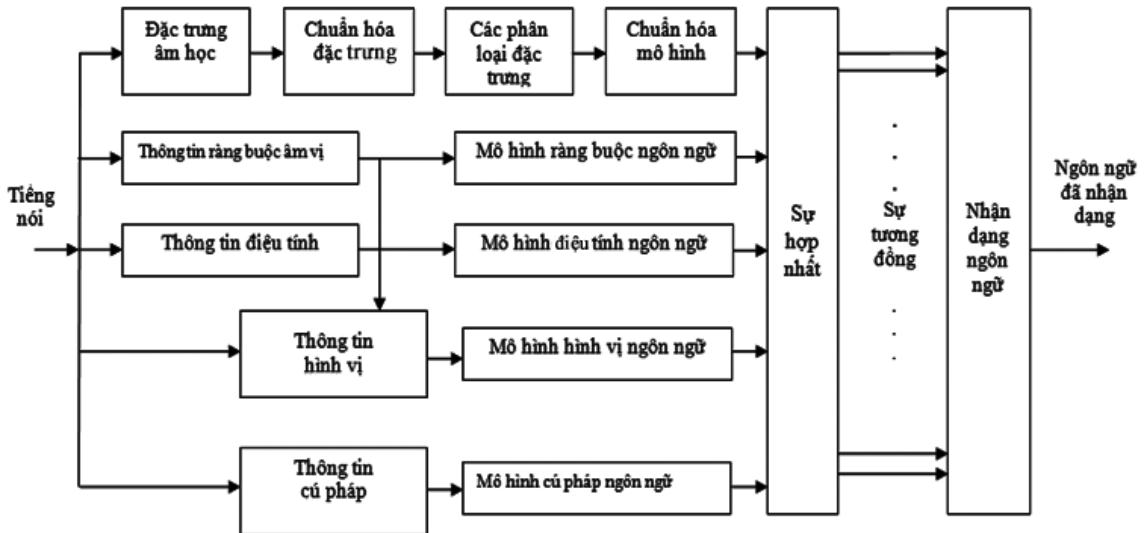 Đặc trưng
âm học
Chuẩn hóa
đặc trưng
Các phân
loại đặc
trưng
Chuẩn hóa
mô hình
Thông tin ràng buộc âm vị
Mô hình ràng buộc ngôn ngữ
Tiếng
nói
Thông tin điệu tính
Mô hình điệu tính ngôn ngữ
Thông tin
hình vị
Mô hình hình vị ngôn ngữ
Thông tin
cú pháp
Mô hình cú pháp ngôn ngữ
Sự
hợp
nhất
Sự
tương
đồng
Nhận
dạng
ngôn
ngữ
Ngôn ngữ
đã nhận
dạng